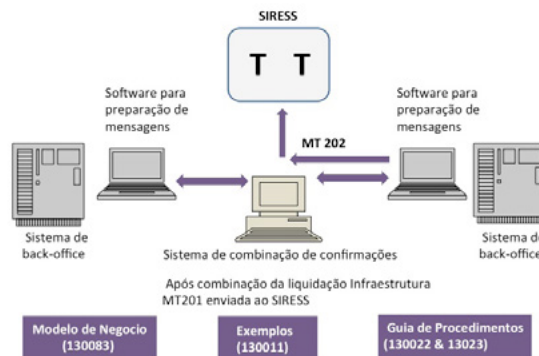 SIRESS
T T
Software para
preparação de
mensagens
Software para
preparação de
mensagens
MT 202
Sistema de
back-office
Sistema de combinação de confirmações
Sistema de
back-office
Após combinação da liquidação Infraestrutura
MT201 enviada ao SIRESS
Modelo de Negocio
(130083)
Exemplos
(130011)
Guia de Procedimentos
(130022 & 13023)